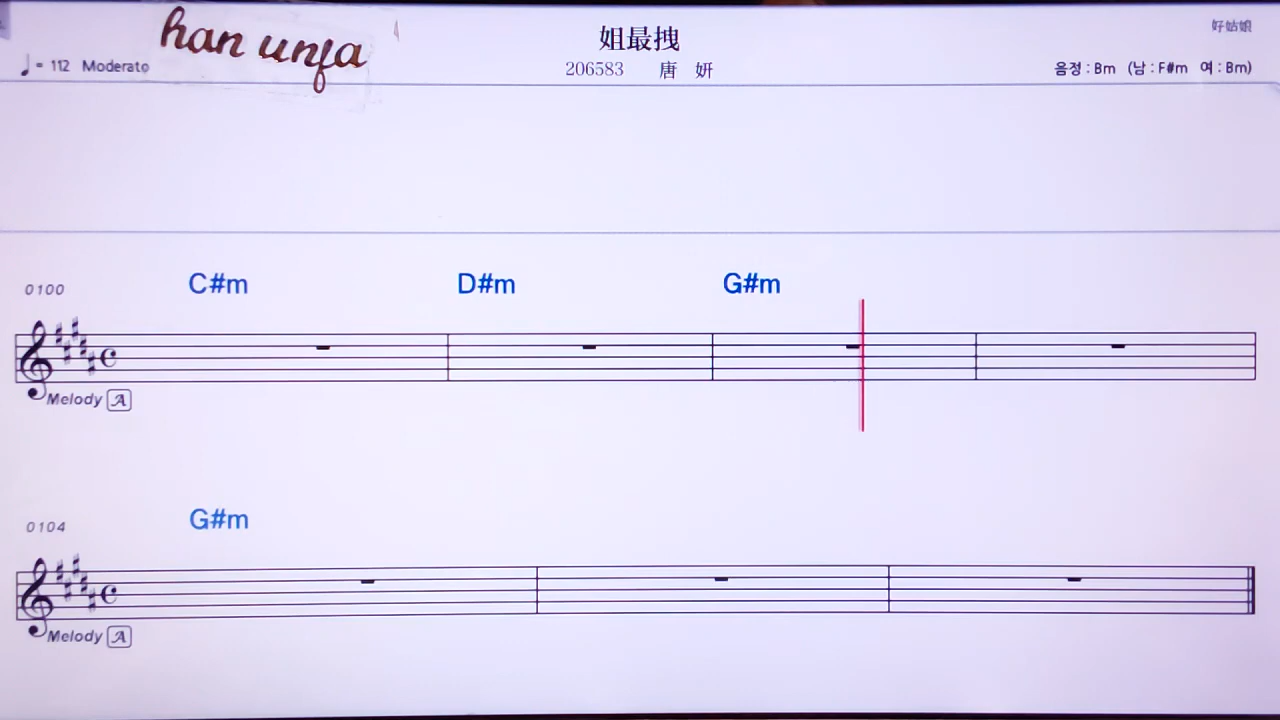 han unfa
姐最拽
好姑娘
♩ = 112 Moderato
206583 唐 妍
음정 : Bm (남 : F#m 여 : Bm)
0100 C#m D#m G#m
Melody A
0104 G#m
Melody A